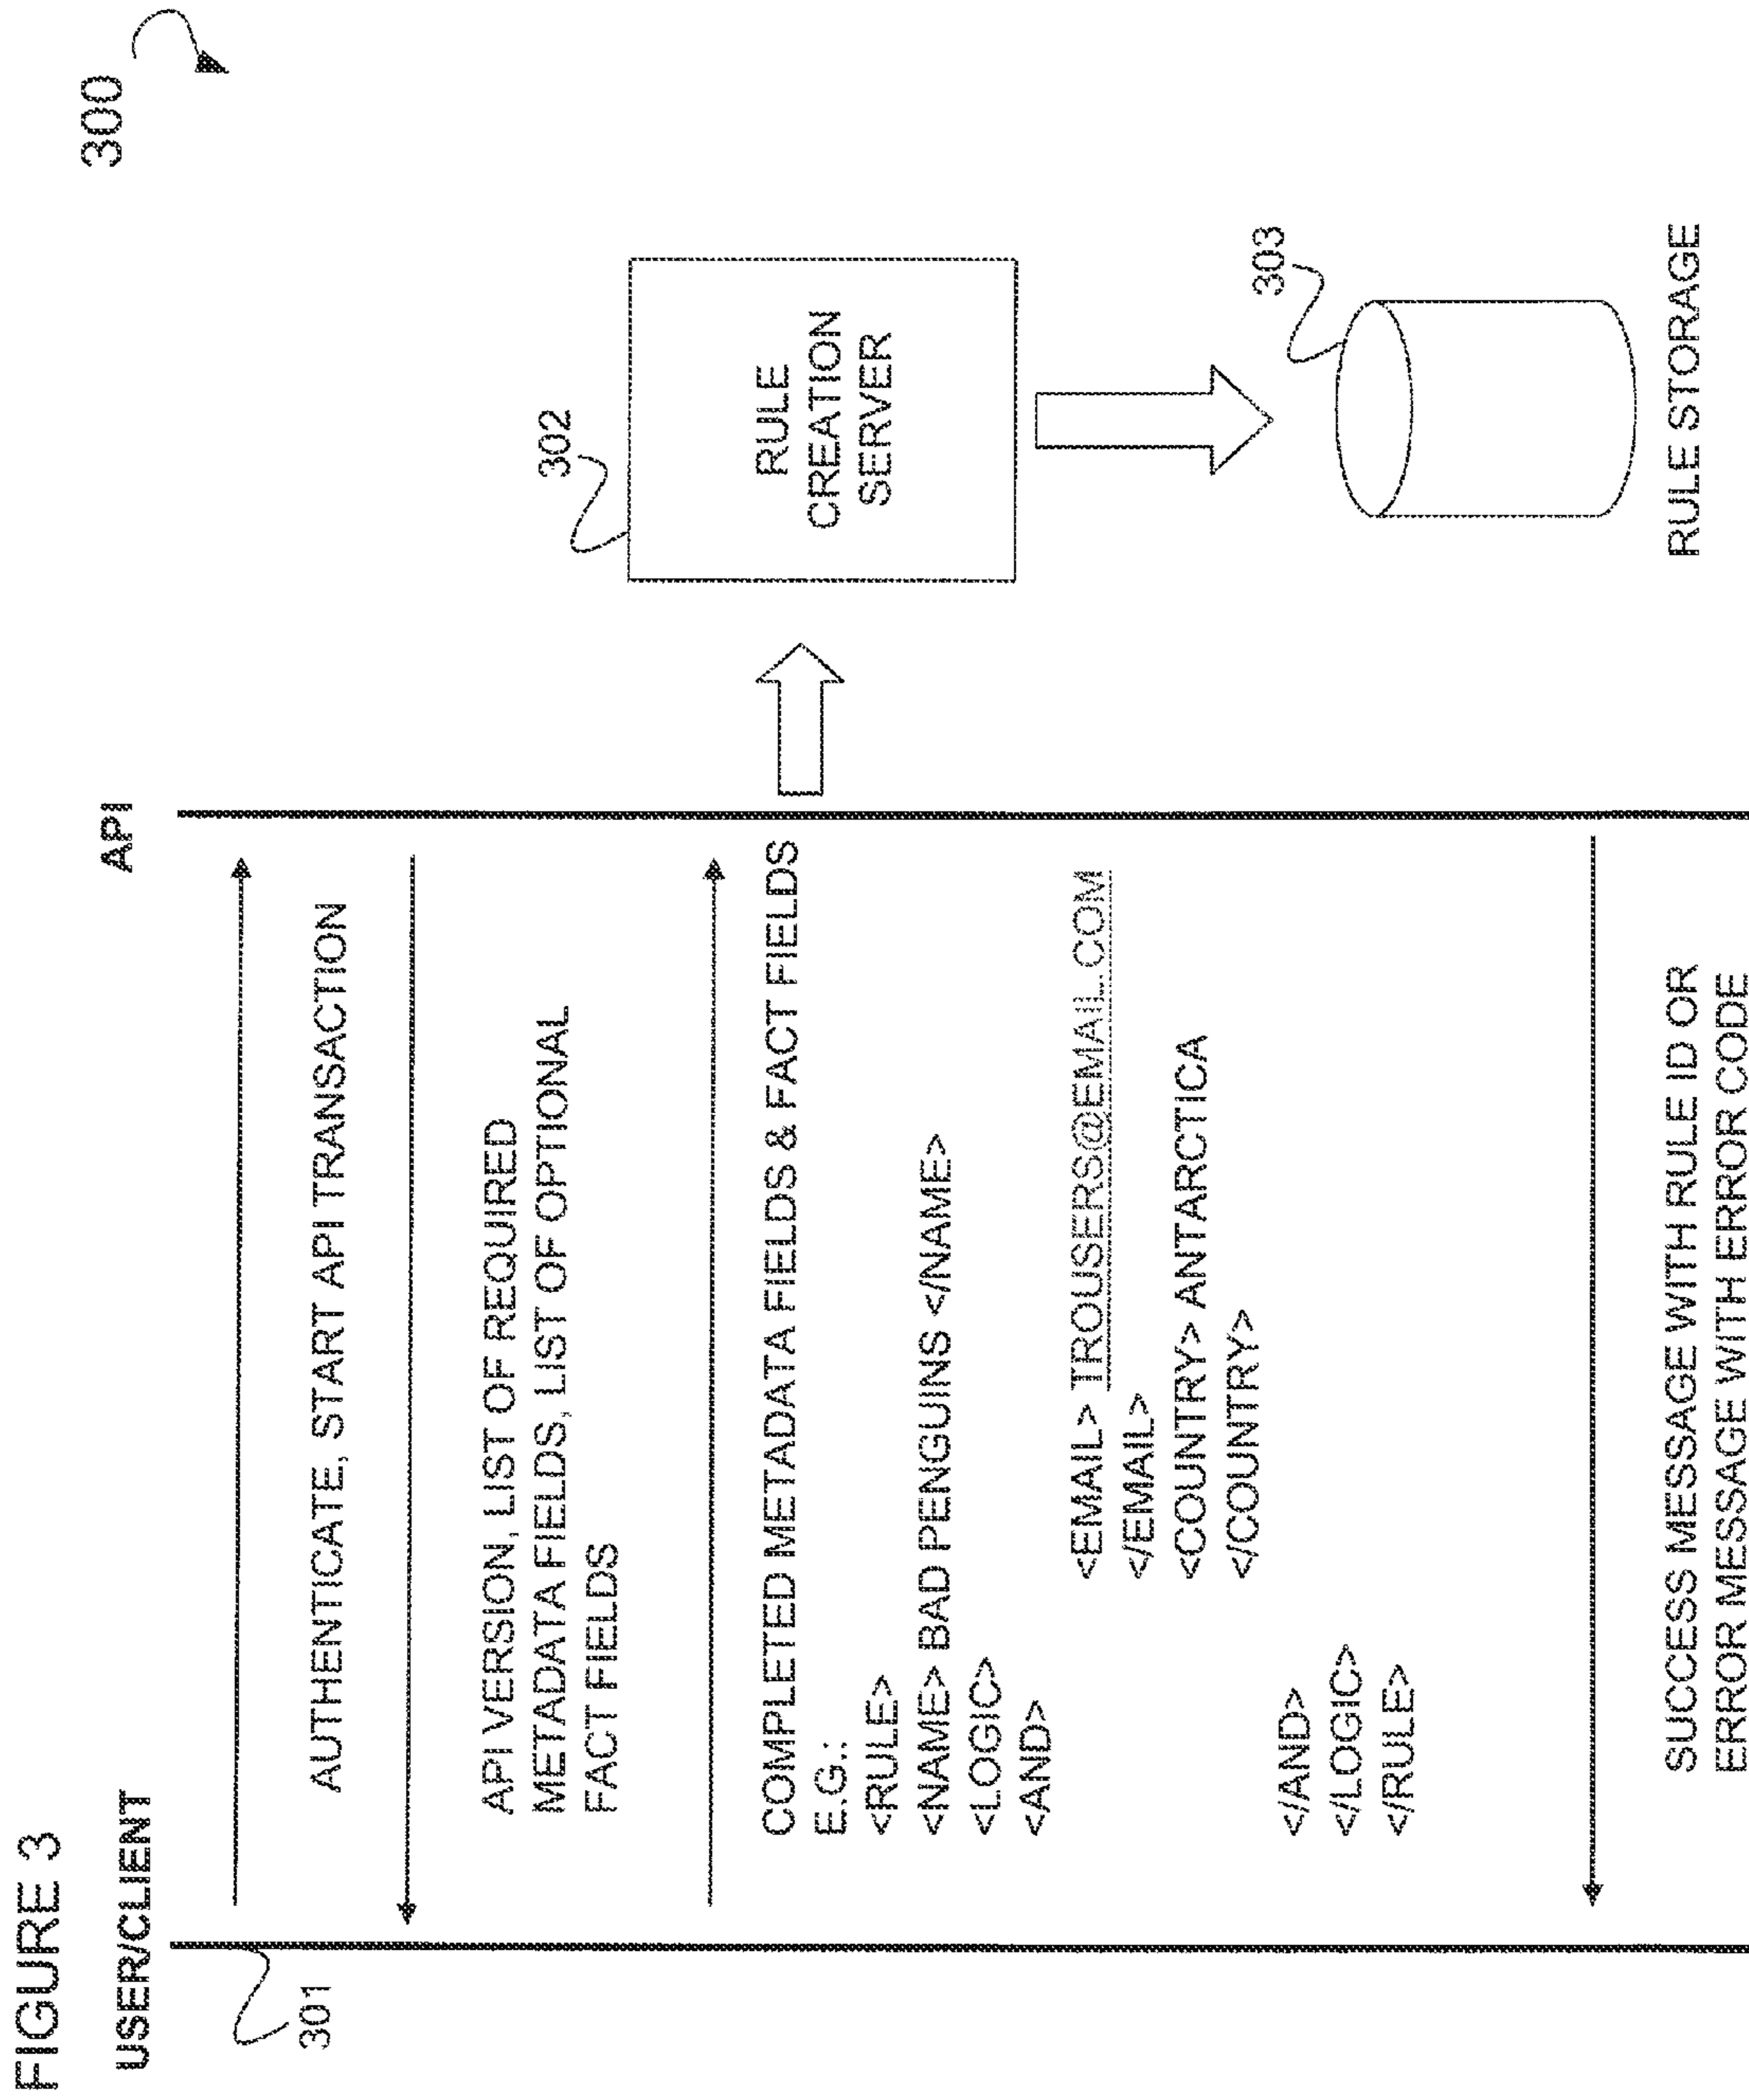 FIGURE 3
300
USER/CLIENT
API
301
AUTHENTICATE, START API TRANSACTION
API VERSION, LIST OF REQUIRED
METADATA FIELDS, LIST OF OPTIONAL
FACT FIELDS
COMPLETED METADATA FIELDS & FACT FIELDS
E.G.:
<RULE>
<NAME> BAD PENGUINS </NAME>
<LOGIC>
<AND>
<EMAIL> TROUSERS@EMAIL.COM
</EMAIL>
<COUNTRY> ANTARCTICA
</COUNTRY>
</AND>
</LOGIC>
</RULE>
SUCCESS MESSAGE WITH RULE ID OR
ERROR MESSAGE WITH ERROR CODE
302
RULE
CREATION
SERVER
303
RULE STORAGE